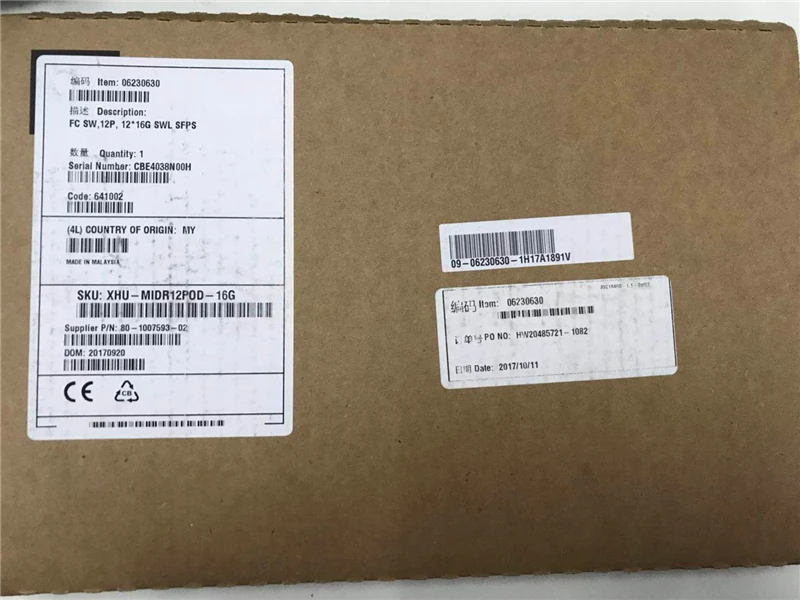 编码 Item: 06230630
描述 Description:
FC SW,12P, 12*16G SWL SFPS
数量 Quantity: 1
Serial Number: CBE4038N00H
Code: 641002
(4L) COUNTRY OF ORIGIN: MY
MADE IN MALAYSIA
SKU: XHU-MIDR12POD-16G
Supplier P/N: 80-1007593-02
DOM: 20170920
CE
CB
09-06230630-1H17A1891V
编码 Item: 06230630
单号 PO NO: HW20485721-1082
日期 Date: 2017/10/11